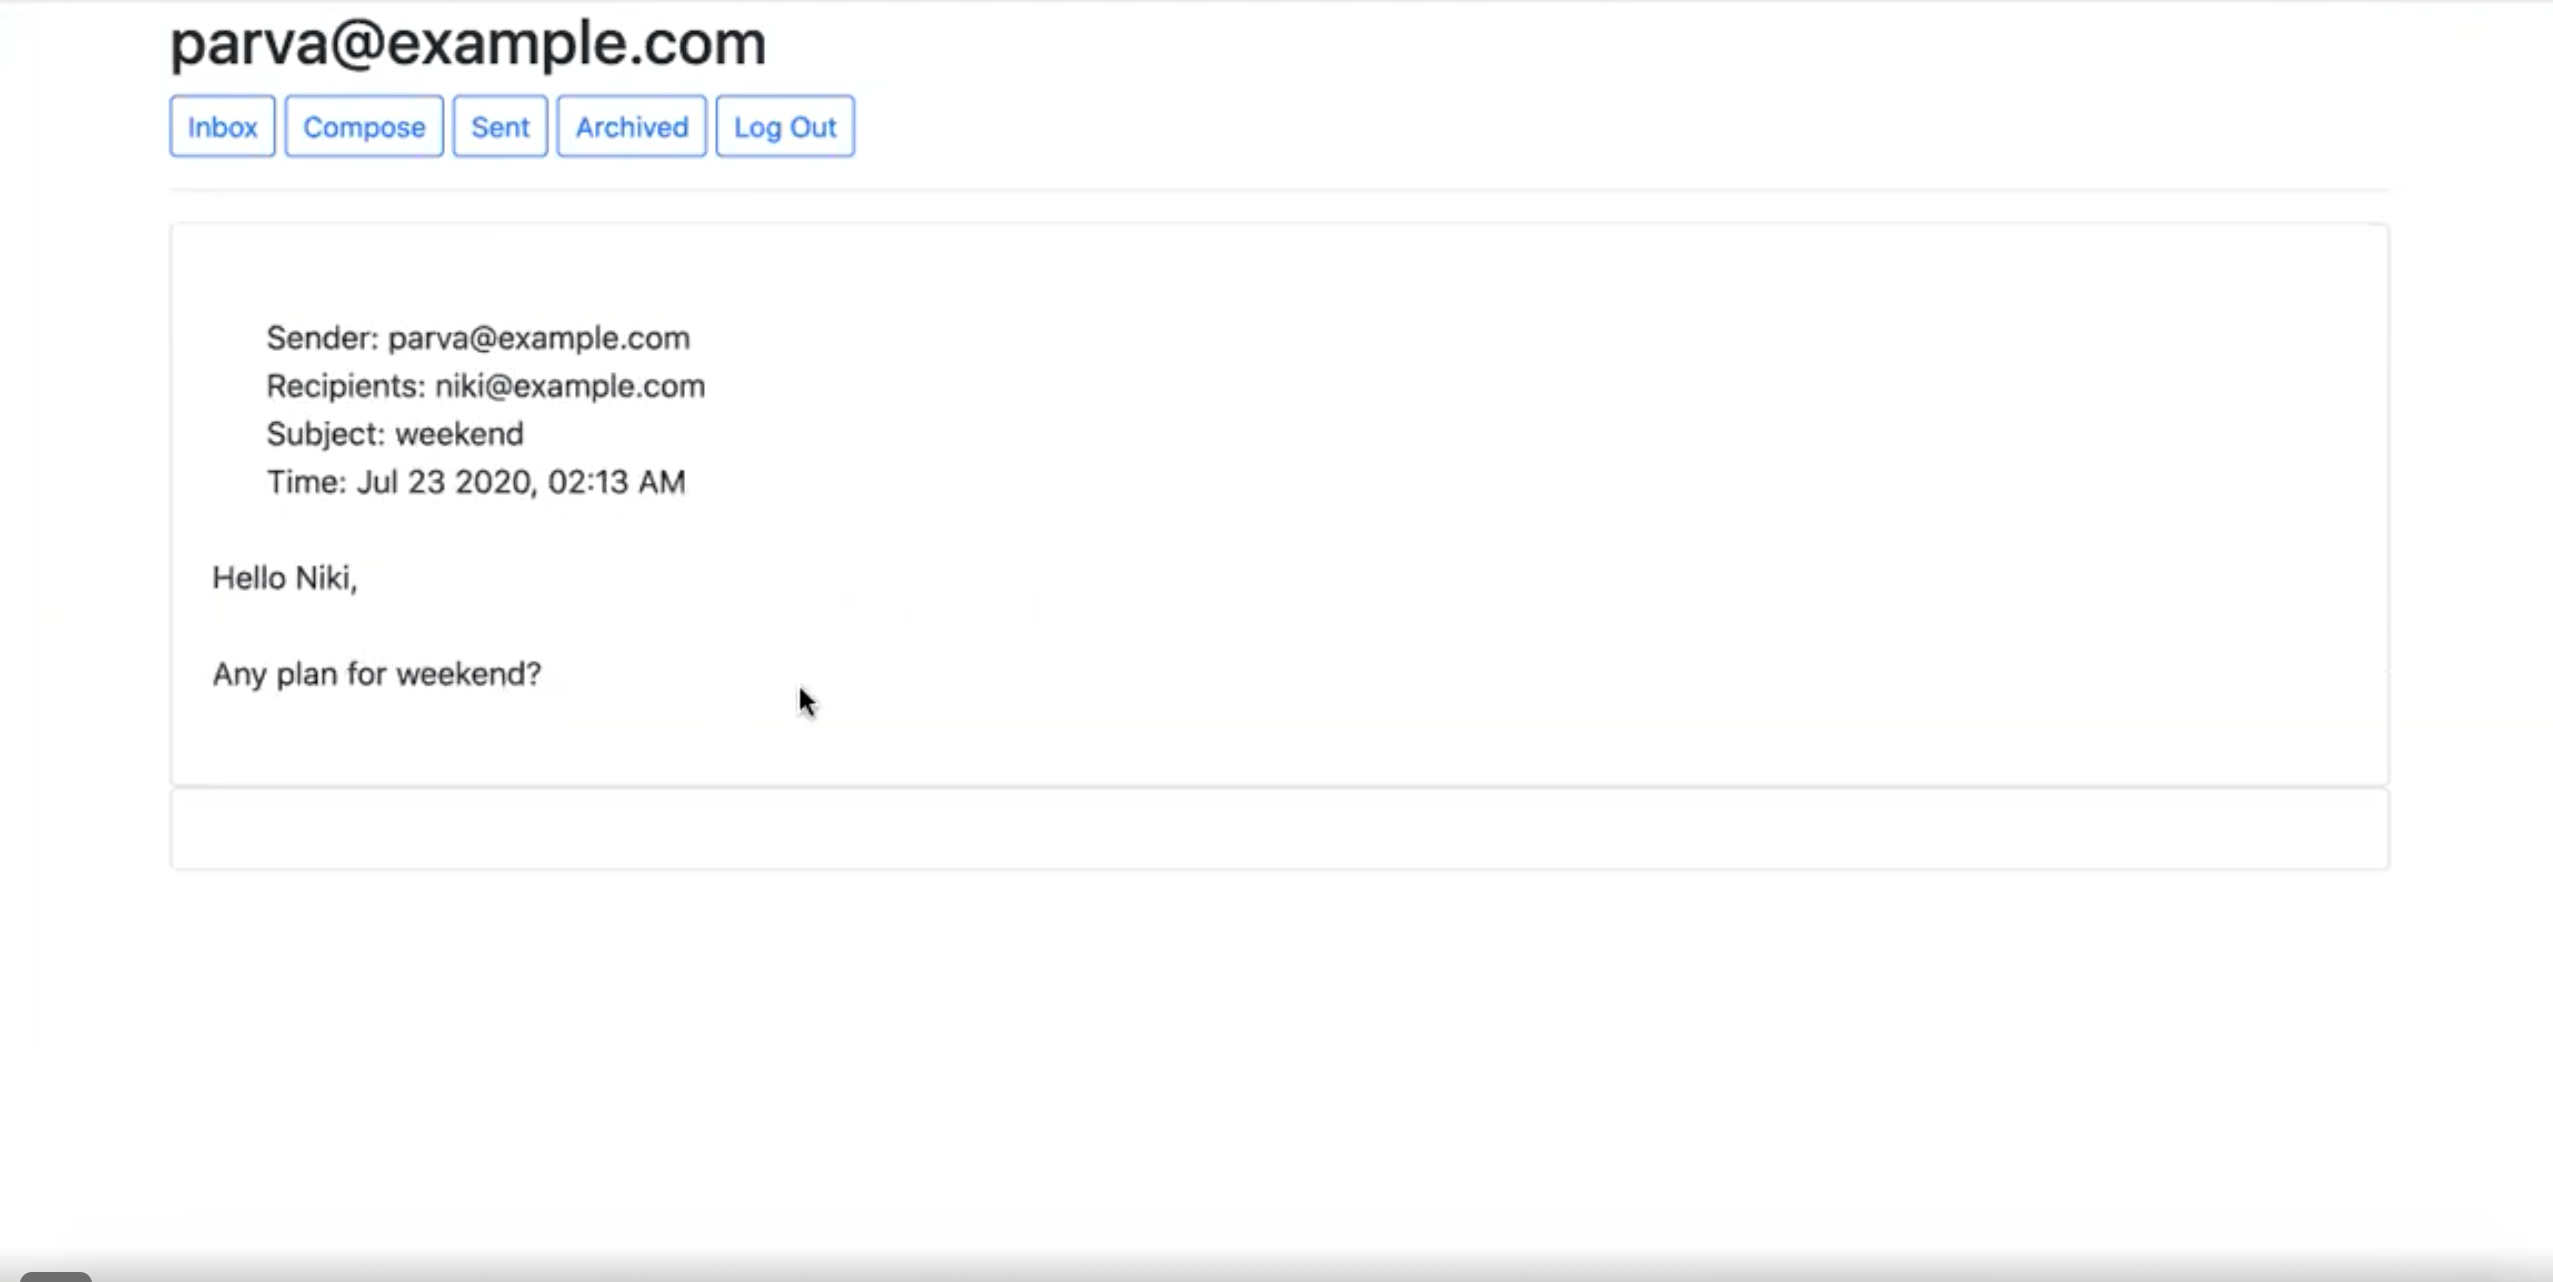 parva@example.com
Inbox Compose Sent Archived Log Out
Sender: parva@example.com
Recipients: niki@example.com
Subject: weekend
Time: Jul 23 2020, 02:13 AM
Hello Niki,
Any plan for weekend?